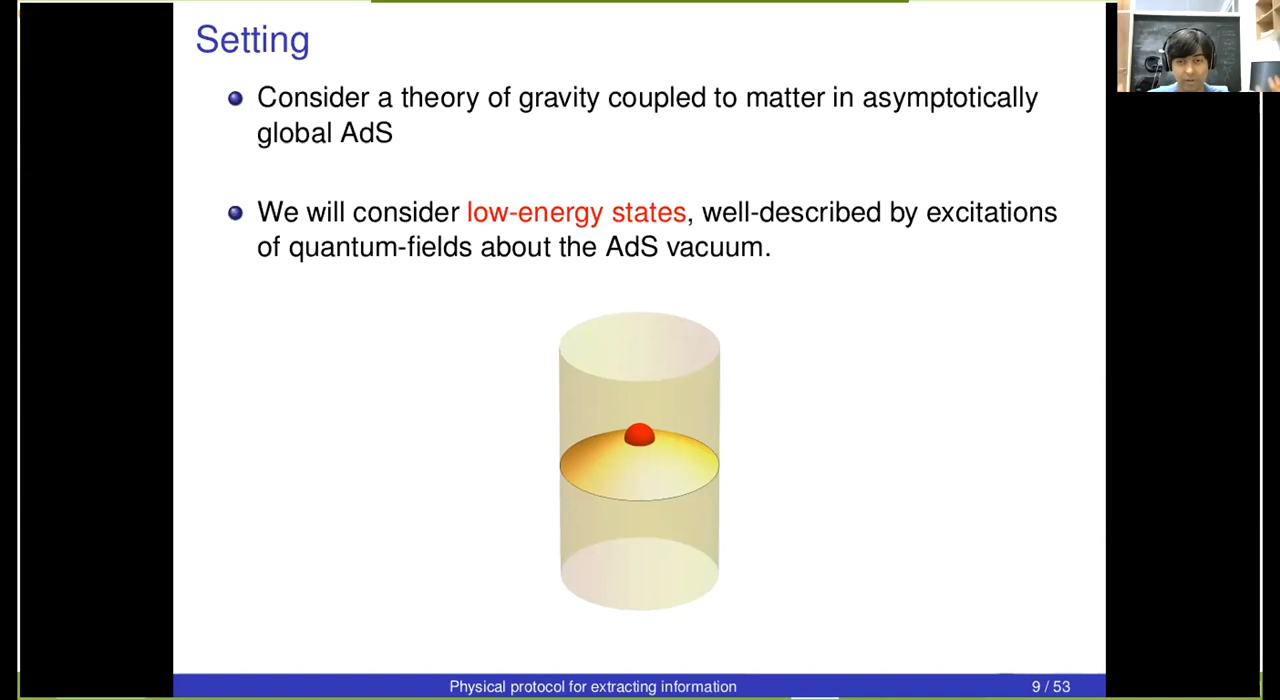 Setting
Consider a theory of gravity coupled to matter in asymptotically
global AdS
We will consider low-energy states, well-described by excitations
of quantum-fields about the AdS vacuum.
Physical protocol for extracting information
9 / 53